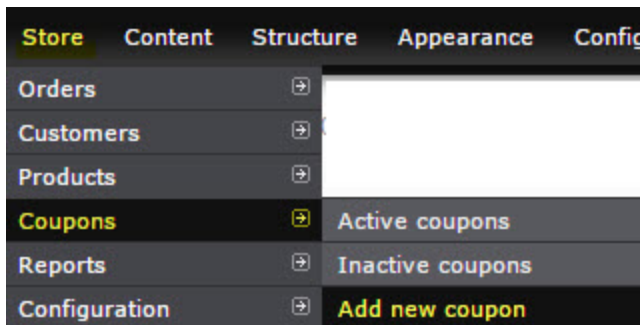 Store Content Structure Appearance
Orders
Customers
Products
Coupons Active coupons
Reports Inactive coupons
Configuration Add new coupon